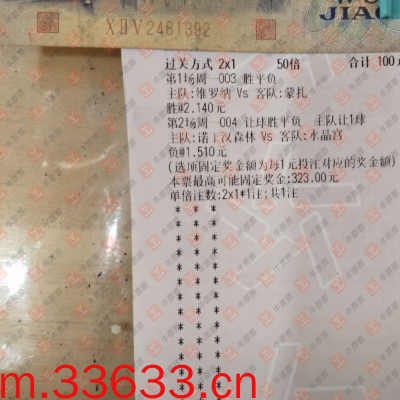 JIAO
XHV2481392
过关方式 2x1 50倍 合计 100元
第1场周一003 胜平负
主队:维罗纳 Vs 客队:蒙扎
胜#2.140元
第2场周一004 让球胜平负 主队让1球
主队:诺丁汉森林 Vs 客队:水晶宫
负#1.510元
(选项固定奖金额为每1元投注对应的奖金额)
本票最高可能固定奖金:323.00元
单倍注数:2x1*1注;共1注
* * *
* * *
* * *
* * *
* * *
* * *
* * *
* * *
* * *
* * *
* * *
* * *
* * *
m.33633.cn